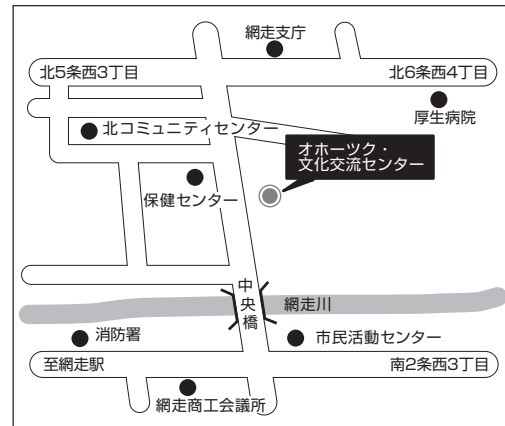 網走支庁
北5条西3丁目
北6条西4丁目
厚生病院
北コミュニティセンター
オホーツク・
文化交流センター
保健センター
中央橋
網走川
消防署
市民活動センター
至網走駅
南2条西3丁目
網走商工会議所